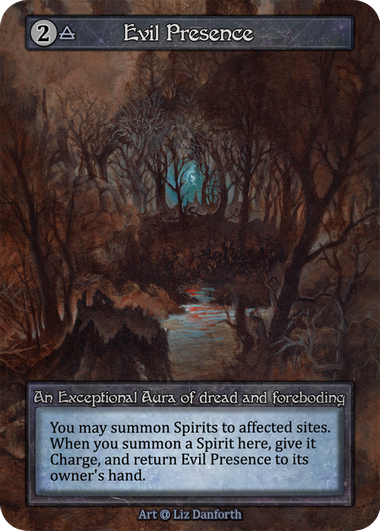 2 Evil Presence
An Exceptional Aura of dread and foreboding
You may summon Spirits to affected sites.
When you summon a Spirit here, give it
Charge, and return Evil Presence to its
owner's hand.
Art @ Liz Danforth